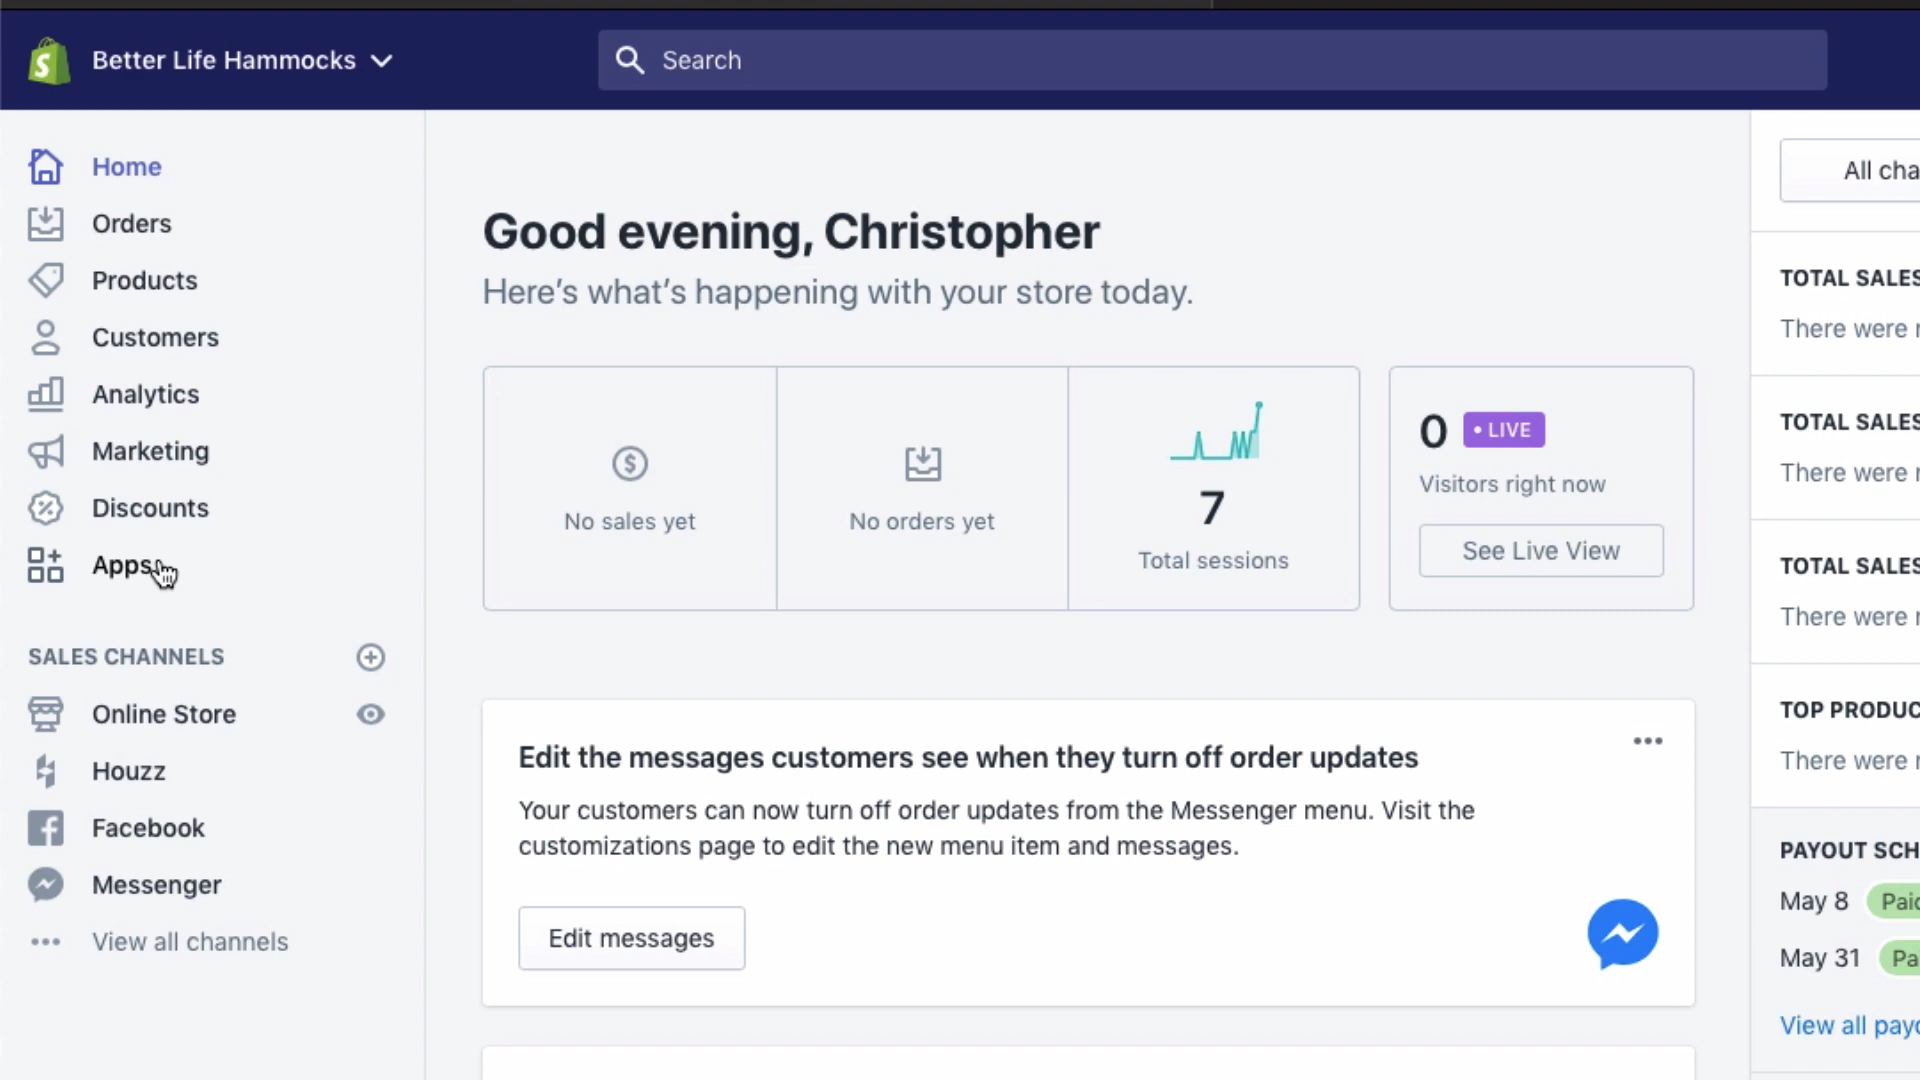 Better Life Hammocks
Search
Home
Orders
Products
Customers
Analytics
Marketing
Discounts
Apps
SALES CHANNELS
Online Store
Houzz
Facebook
Messenger
View all channels
Good evening, Christopher
Here's what's happening with your store today.
No sales yet
No orders yet
7
Total sessions
0 • LIVE
Visitors right now
See Live View
Edit the messages customers see when they turn off order updates
Your customers can now turn off order updates from the Messenger menu. Visit the
customizations page to edit the new menu item and messages.
Edit messages
All cha
TOTAL SALES
There were
TOTAL SALES
There were
TOTAL SALES
There were
TOP PRODUC
There were
PAYOUT SCH
May 8 Paid
May 31 Pa
View all payo